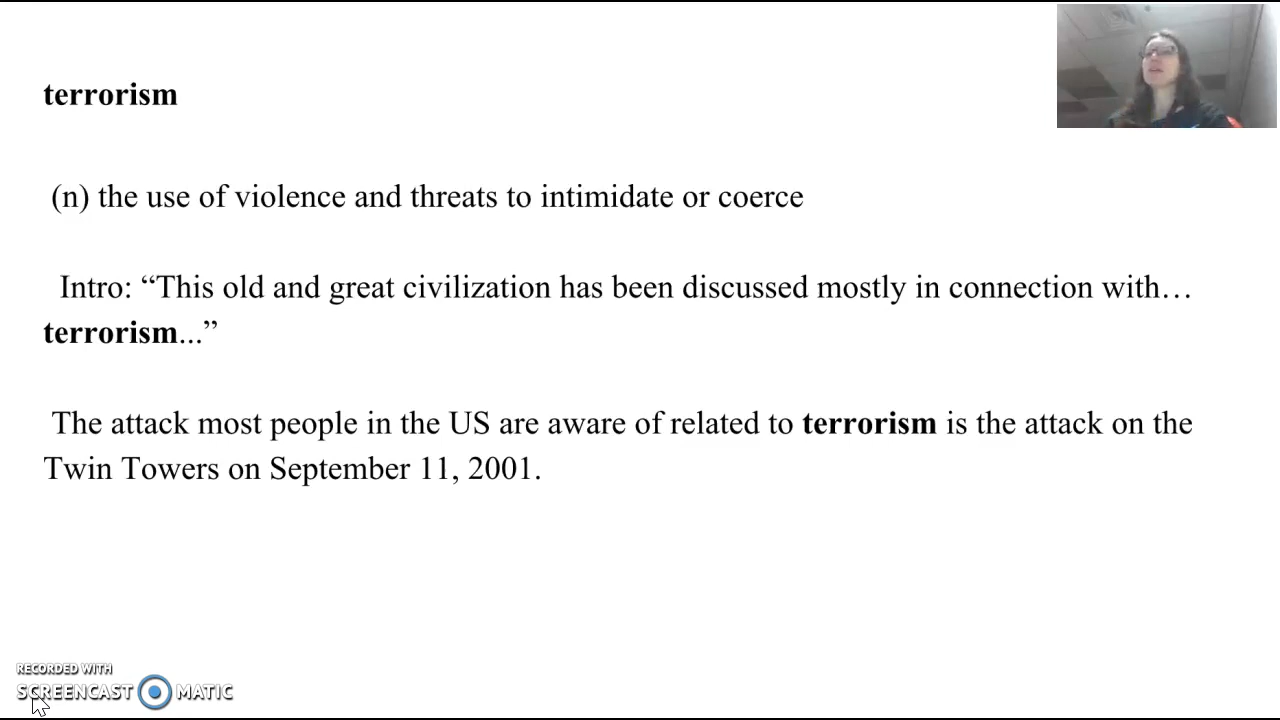 terrorism
(n) the use of violence and threats to intimidate or coerce
Intro: “This old and great civilization has been discussed mostly in connection with…
terrorism...”
The attack most people in the US are aware of related to terrorism is the attack on the
Twin Towers on September 11, 2001.
RECORDED WITH
SCREENCAST MATIC